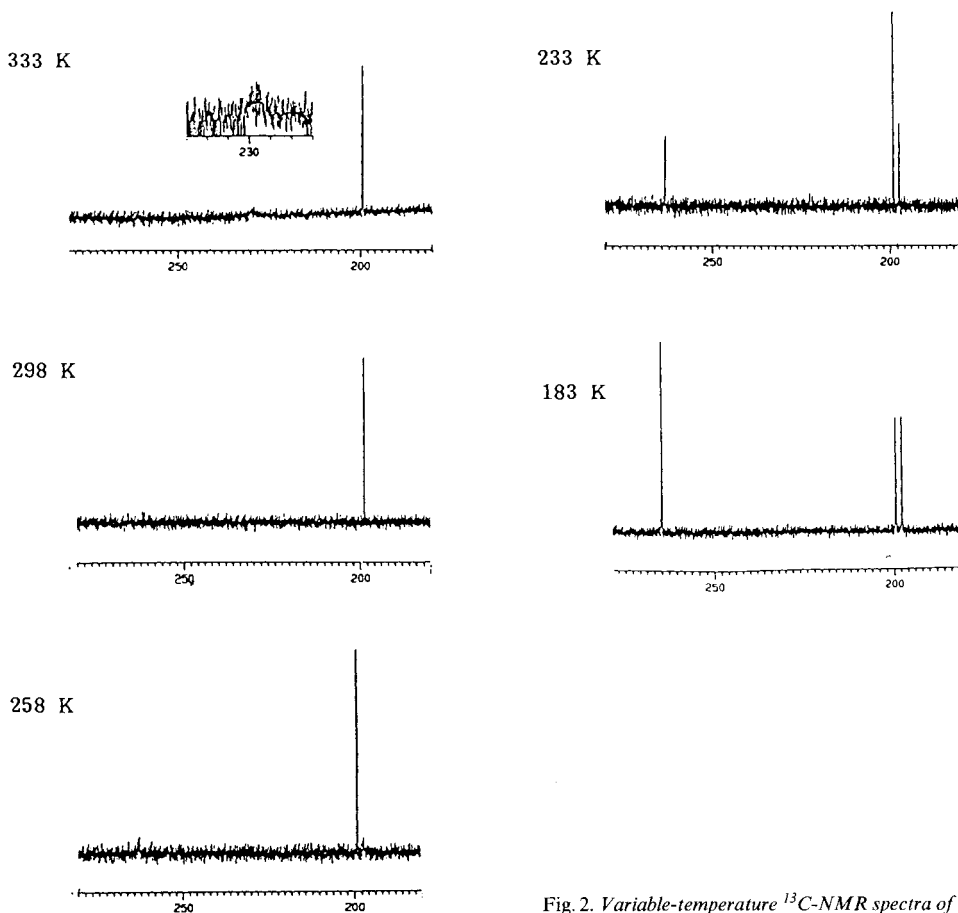 333 K
230
250 200
298 K
250 200
258 K
250 200
233 K
250 200
183 K
250 200
Fig. 2. Variable-temperature ¹³C-NMR spectra of